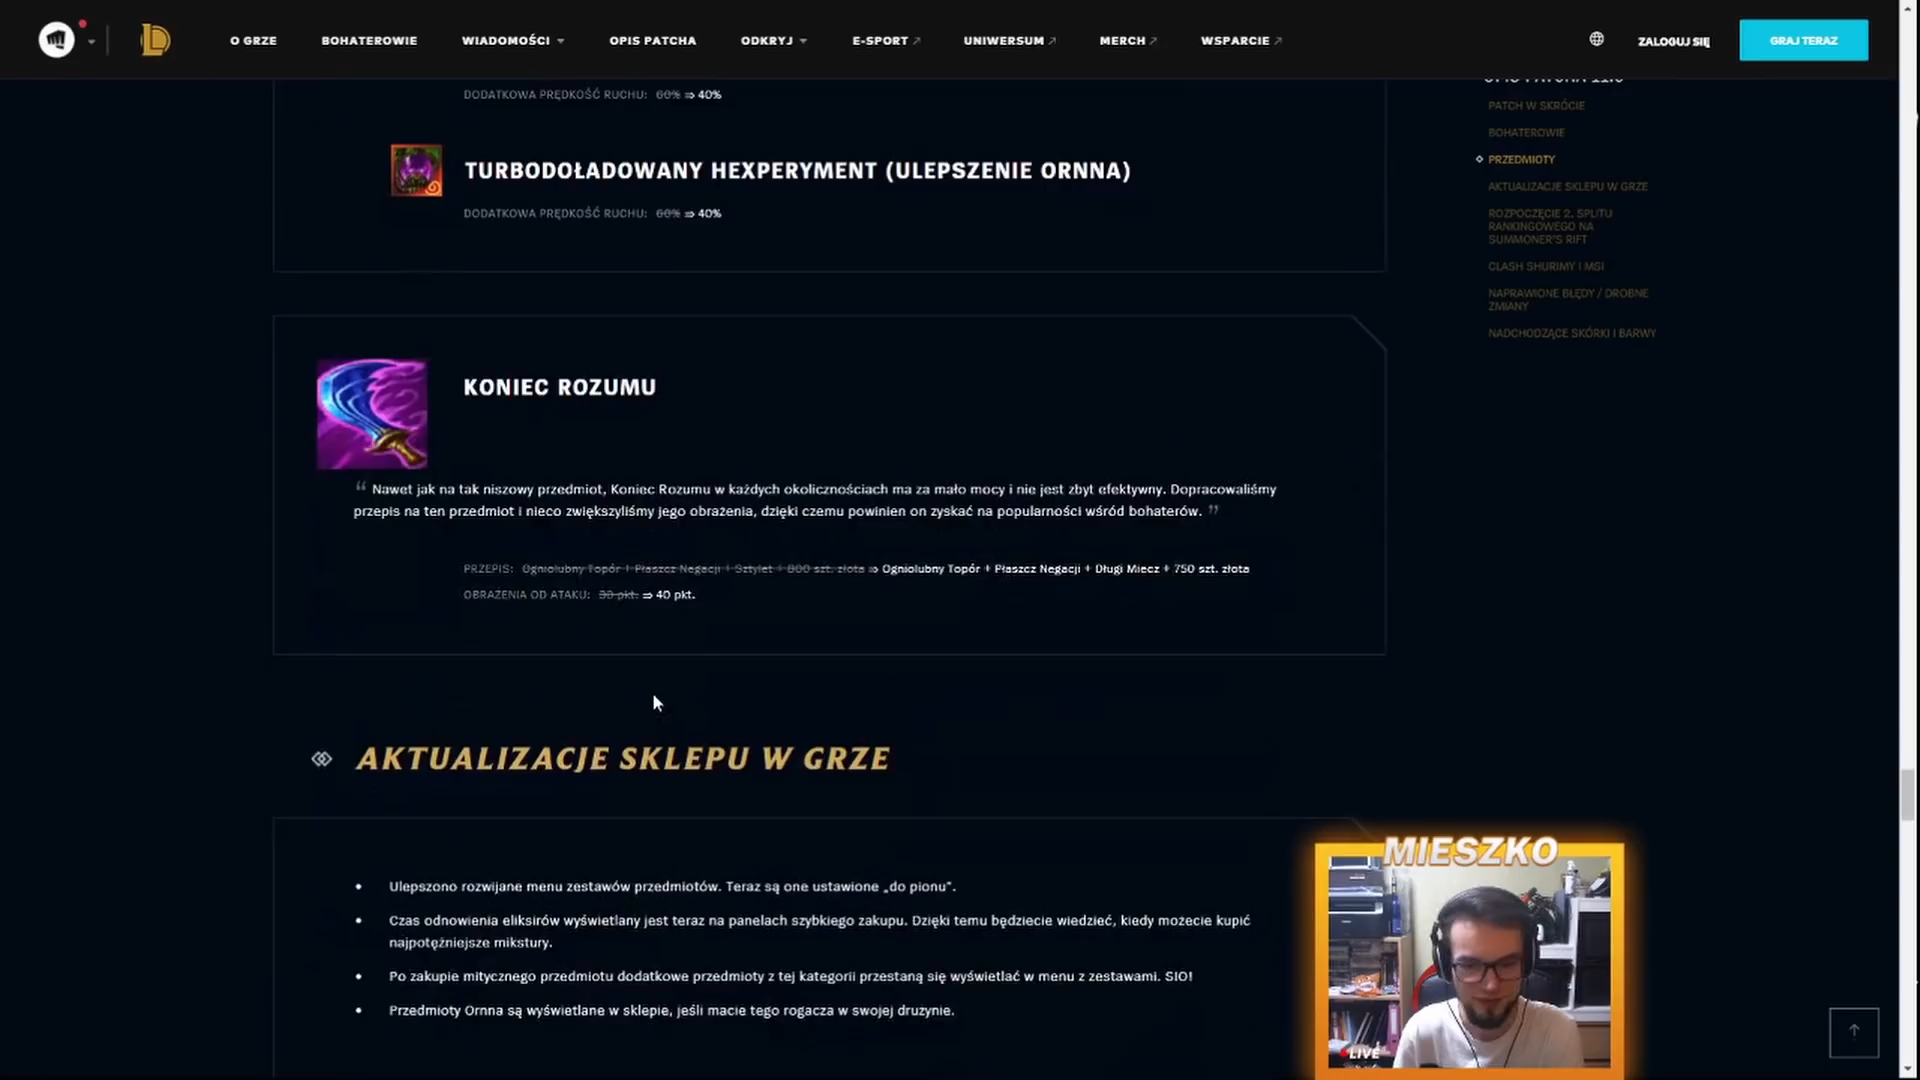 O GRZE
BOHATEROWIE
WIADOMOŚCI
OPIS PATCHA
ODKRYJ
E-SPORT
UNIWERSUM
MERCH
WSPARCIE
ZALOGUJ SIĘ
GRAJ TERAZ
DODATKOWA PRĘDKOŚĆ RUCHU: 60% ⇒ 40%
TURBODOŁADOWANY HEXPERYMENT (ULEPSZENIE ORNNA)
DODATKOWA PRĘDKOŚĆ RUCHU: 60% ⇒ 40%
KONIEC ROZUMU
“ Nawet jak na tak niszowy przedmiot, Koniec Rozumu w każdych okolicznościach ma za mało mocy i nie jest zbyt efektywny. Dopracowaliśmy
przepis na ten przedmiot i nieco zwiększyliśmy jego obrażenia, dzięki czemu powinien on zyskać na popularności wśród bohaterów. ”
PRZEPIS: Ogniolubny Topór + Płaszcz Negacji + Sztylet + 800 szt. złota ⇒ Ogniolubny Topór + Płaszcz Negacji + Długi Miecz + 750 szt. złota
OBRAŻENIA OD ATAKU: 30 pkt. ⇒ 40 pkt.
AKTUALIZACJE SKLEPU W GRZE
• Ulepszono rozwijane menu zestawów przedmiotów. Teraz są one ustawione „do pionu”.
• Czas odnowienia eliksirów wyświetlany jest teraz na panelach szybkiego zakupu. Dzięki temu będziecie wiedzieć, kiedy możecie kupić
najpotężniejsze mikstury.
• Po zakupie mitycznego przedmiotu dodatkowe przedmioty z tej kategorii przestaną się wyświetlać w menu z zestawami. SIO!
• Przedmioty Ornna są wyświetlane w sklepie, jeśli macie tego rogacza w swojej drużynie.
PATCH W SKRÓCIE
BOHATEROWIE
PRZEDMIOTY
AKTUALIZACJE SKLEPU W GRZE
ROZPOCZĘCIE 2. SPLITU
RANKINGOWEGO NA
SUMMONER'S RIFT
CLASH SHURIMY I MSI
NAPRAWIONE BŁĘDY / DROBNE
ZMIANY
NADCHODZĄCE SKÓRKI I BARWY
MIESZKO
LIVE